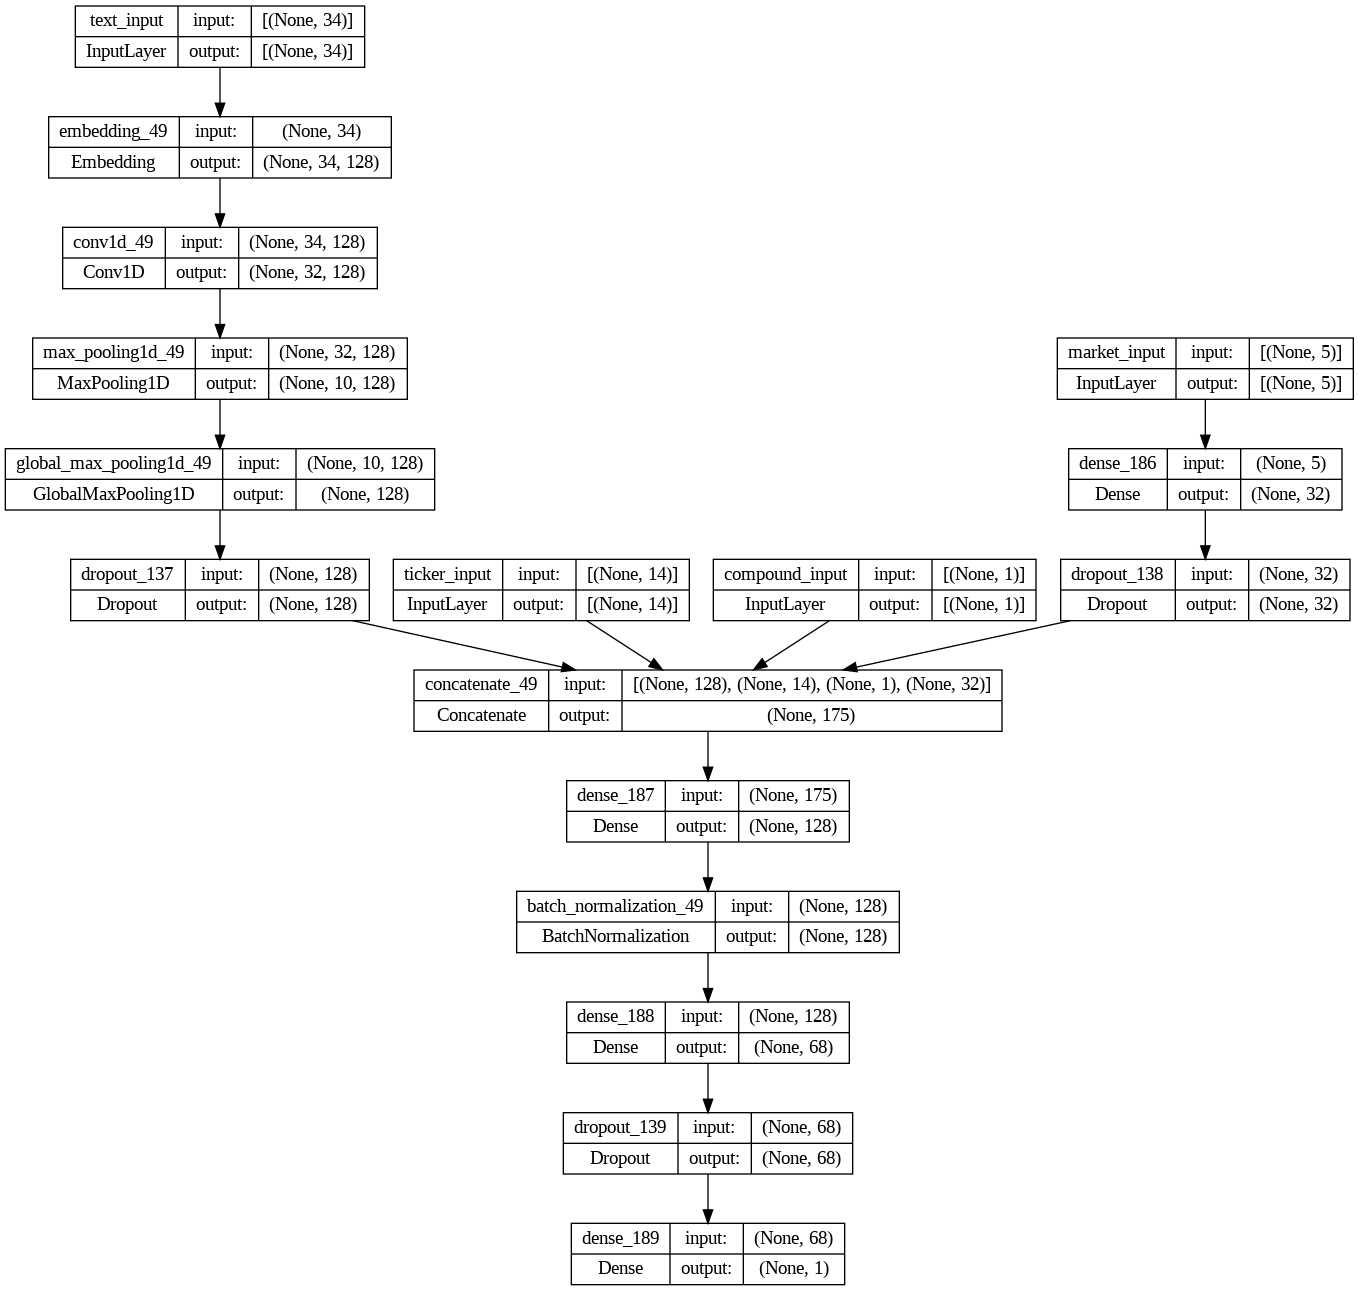 text_input input: [(None, 34)]
InputLayer output: [(None, 34)]
embedding_49 input: (None, 34)
Embedding output: (None, 34, 128)
conv1d_49 input: (None, 34, 128)
Conv1D output: (None, 32, 128)
max_pooling1d_49 input: (None, 32, 128)
MaxPooling1D output: (None, 10, 128)
market_input input: [(None, 5)]
InputLayer output: [(None, 5)]
global_max_pooling1d_49 input: (None, 10, 128)
GlobalMaxPooling1D output: (None, 128)
dense_186 input: (None, 5)
Dense output: (None, 32)
dropout_137 input: (None, 128)
Dropout output: (None, 128)
ticker_input input: [(None, 14)]
InputLayer output: [(None, 14)]
compound_input input: [(None, 1)]
InputLayer output: [(None, 1)]
dropout_138 input: (None, 32)
Dropout output: (None, 32)
concatenate_49 input: [(None, 128), (None, 14), (None, 1), (None, 32)]
Concatenate output: (None, 175)
dense_187 input: (None, 175)
Dense output: (None, 128)
batch_normalization_49 input: (None, 128)
BatchNormalization output: (None, 128)
dense_188 input: (None, 128)
Dense output: (None, 68)
dropout_139 input: (None, 68)
Dropout output: (None, 68)
dense_189 input: (None, 68)
Dense output: (None, 1)